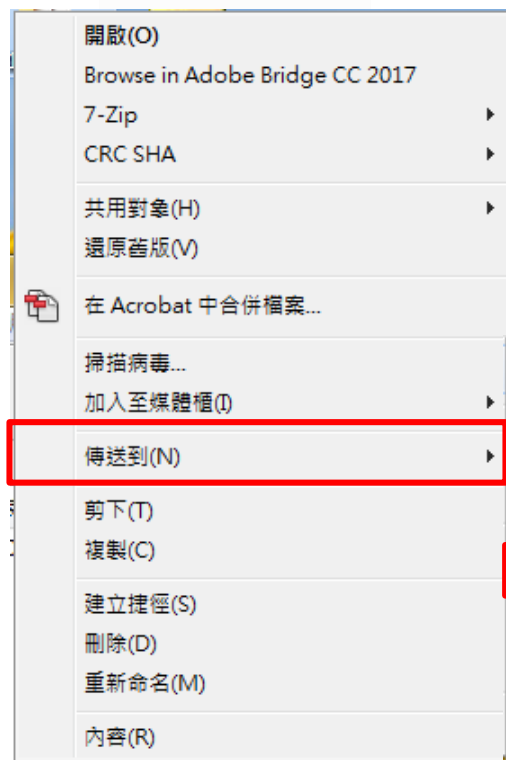 開啟(O)
Browse in Adobe Bridge CC 2017
7-Zip
CRC SHA
共用對象(H)
還原舊版(V)
在 Acrobat 中合併檔案...
掃描病毒...
加入至媒體櫃(I)
傳送到(N)
剪下(T)
複製(C)
建立捷徑(S)
刪除(D)
重新命名(M)
內容(R)